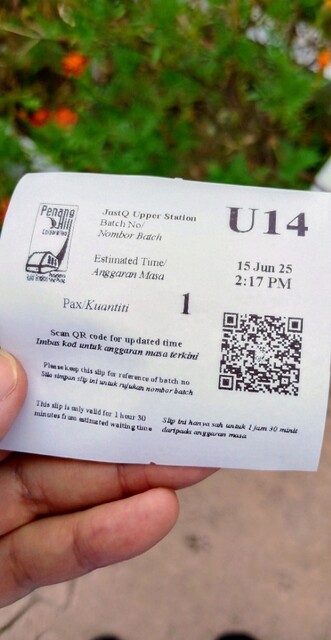 Penang
Hill
CORPORATION
JustQ Upper Station
Batch No/
Nombor Batch
U14
Estimated Time/
Anggaran Masa
15 Jun 25
2:17 PM
Pax/Kuantiti
1
Scan QR code for updated time
Imbas kod untuk anggaran masa terkini
Please keep this slip for reference of batch no
Sila simpan slip ini untuk rujukan nombor batch
This slip is only valid for 1 hour 30
minutes from estimated waiting time
Slip ini hanya sah untuk 1 jam 30 minit
daripada anggaran masa